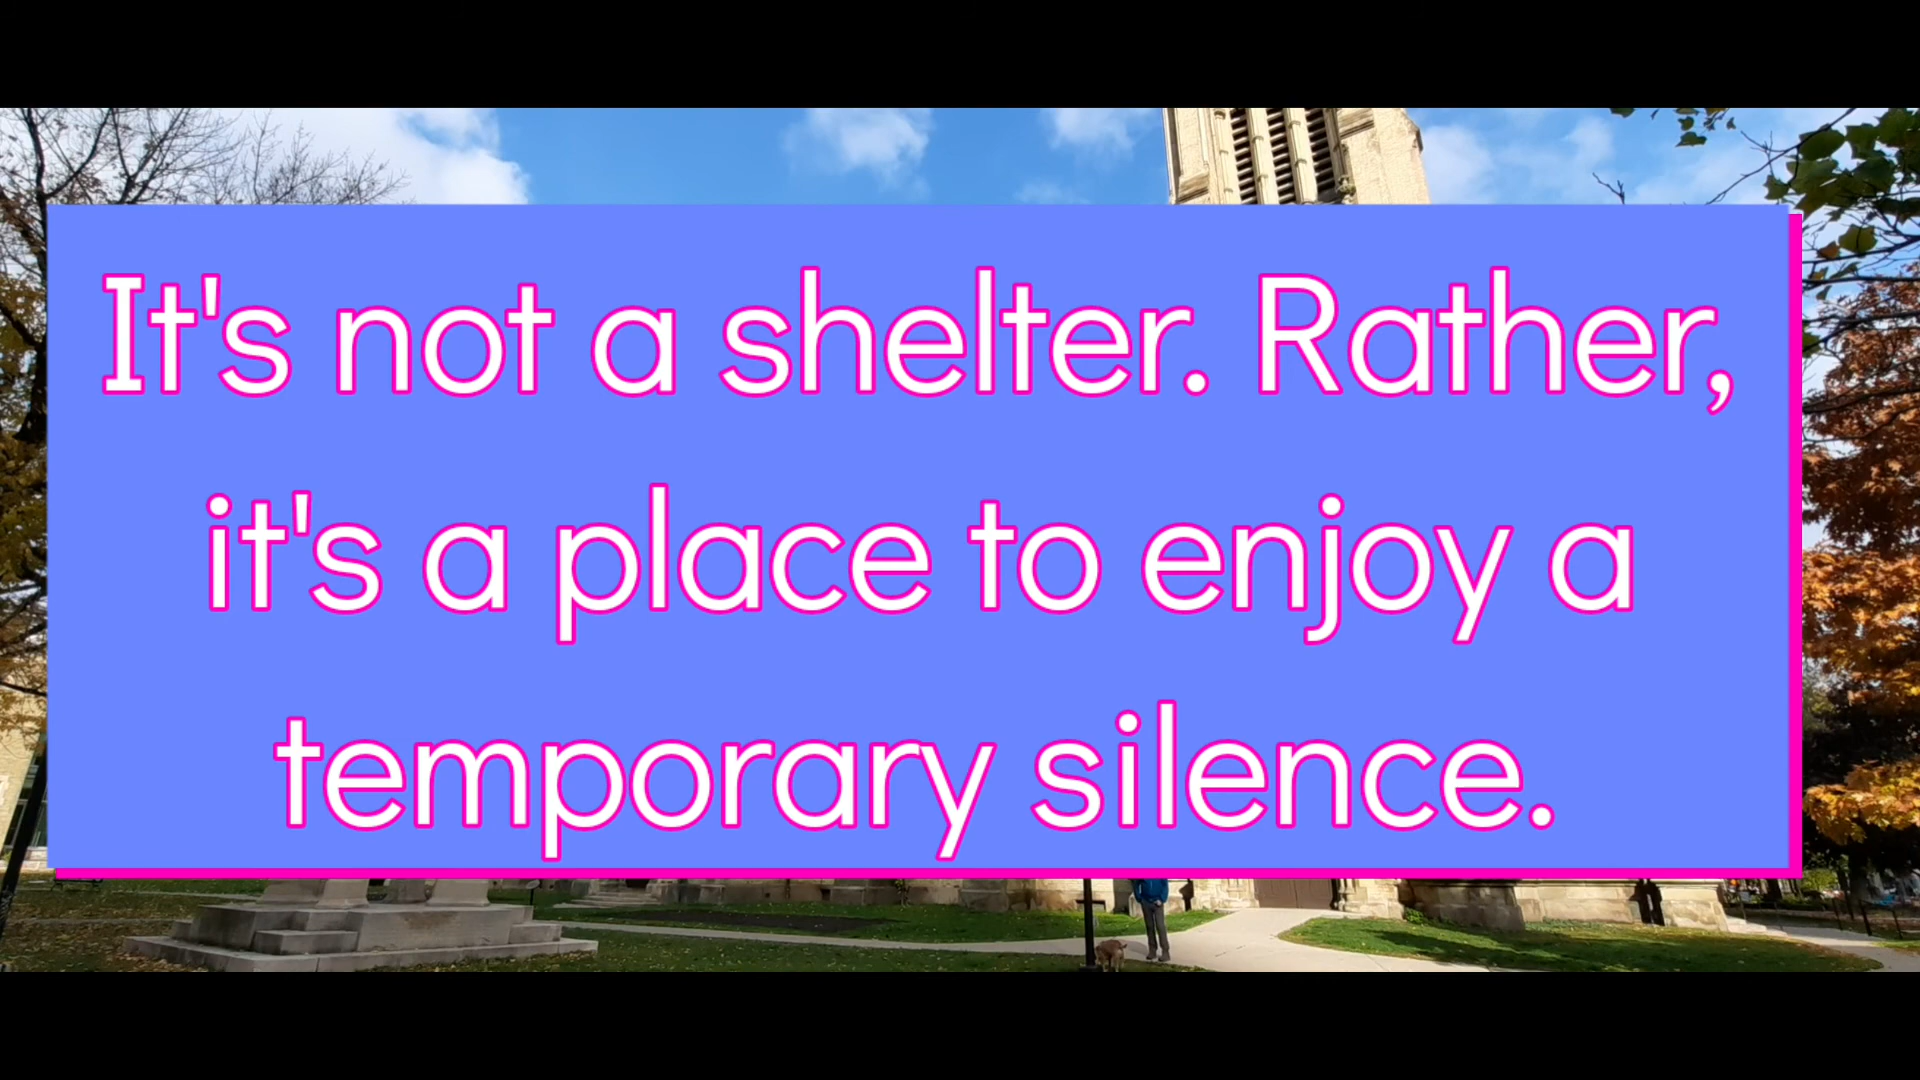 It's not a shelter. Rather,
it's a place to enjoy a
temporary silence.